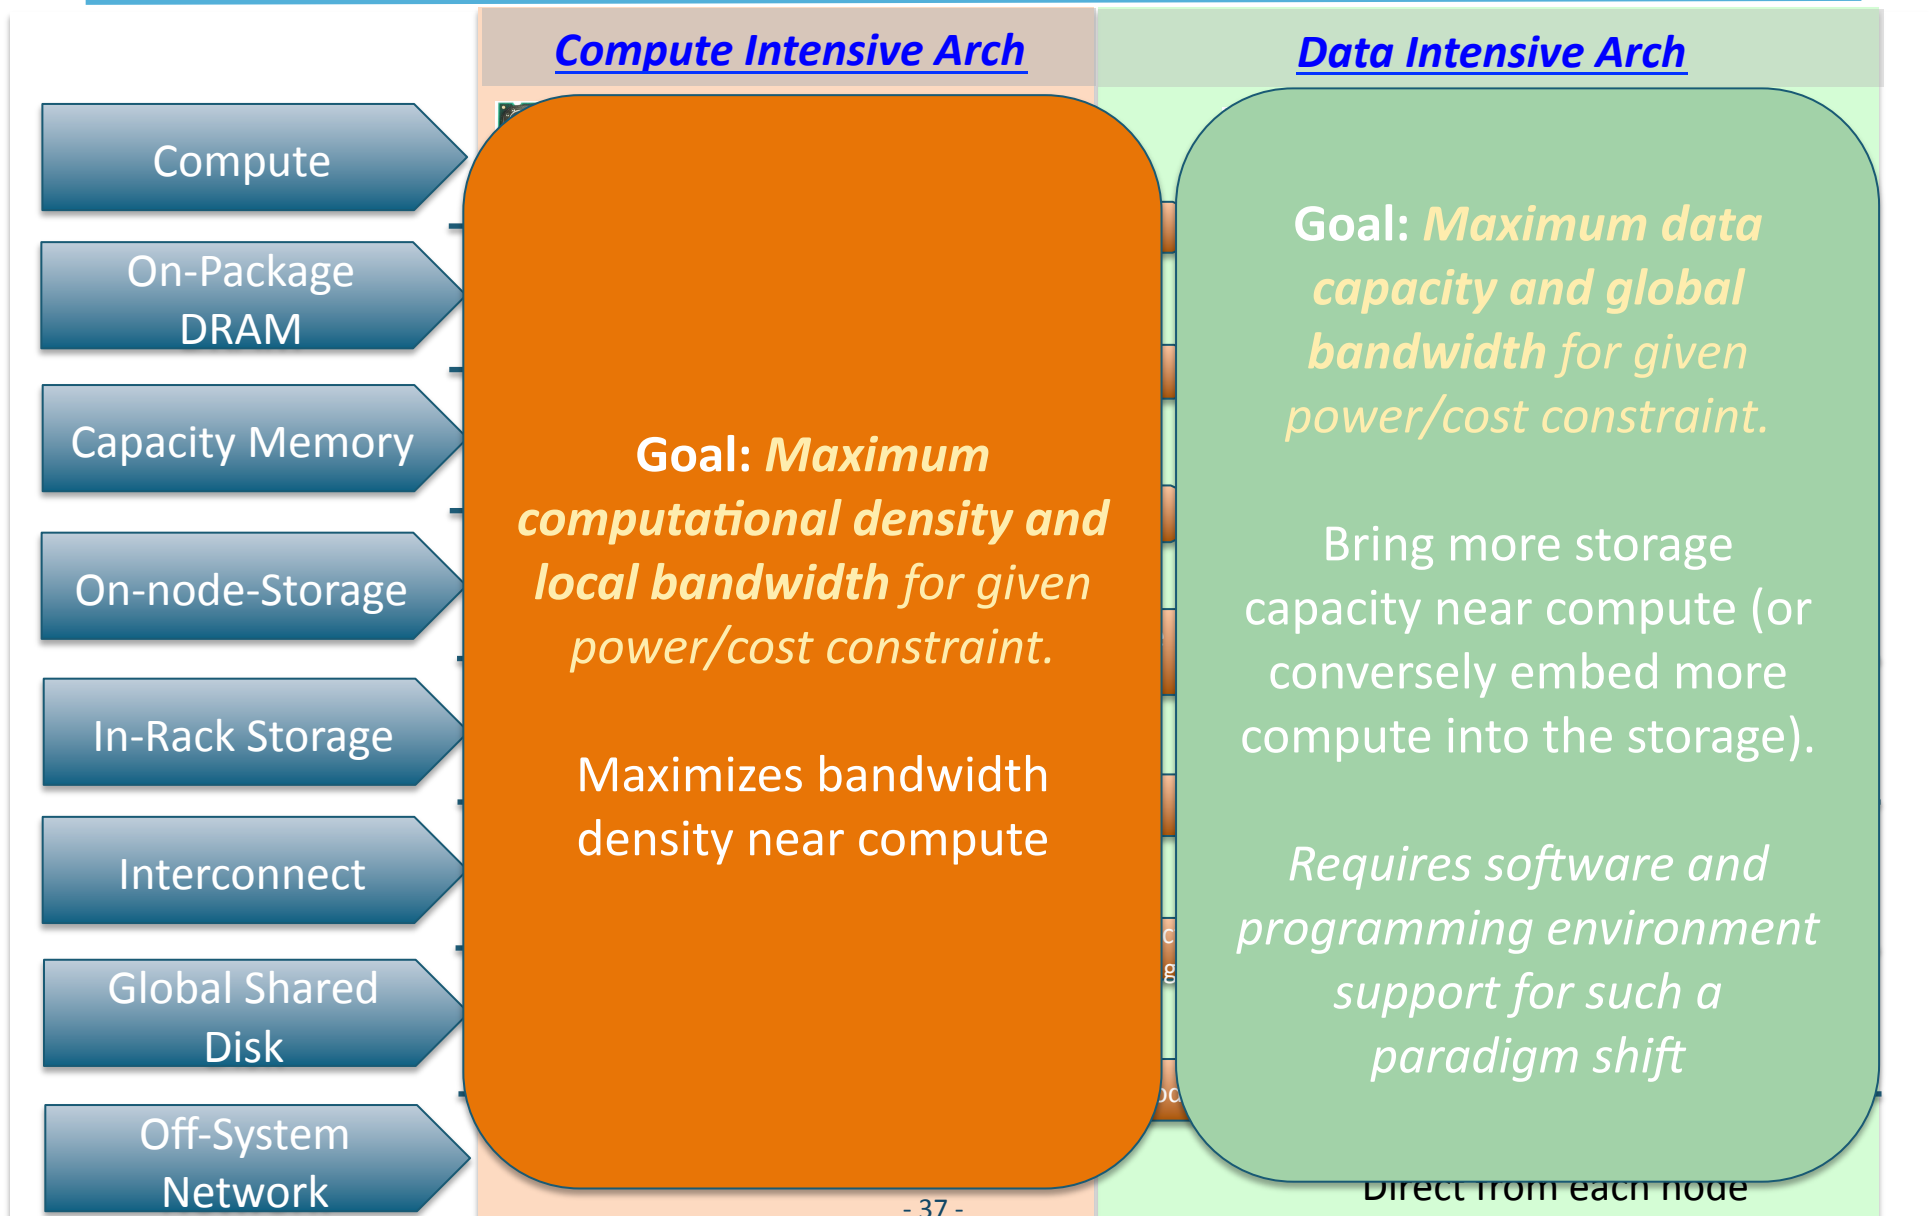 Compute Intensive Arch
Data Intensive Arch
Compute
On-Package
DRAM
Capacity Memory
On-node-Storage
In-Rack Storage
Interconnect
Global Shared
Disk
Off-System
Network
Goal: Maximum
computational density and
local bandwidth for given
power/cost constraint.
Maximizes bandwidth
density near compute
Goal: Maximum data
capacity and global
bandwidth for given
power/cost constraint.
Bring more storage
capacity near compute (or
conversely embed more
compute into the storage).
Requires software and
programming environment
support for such a
paradigm shift
Direct from each node
- 37 -